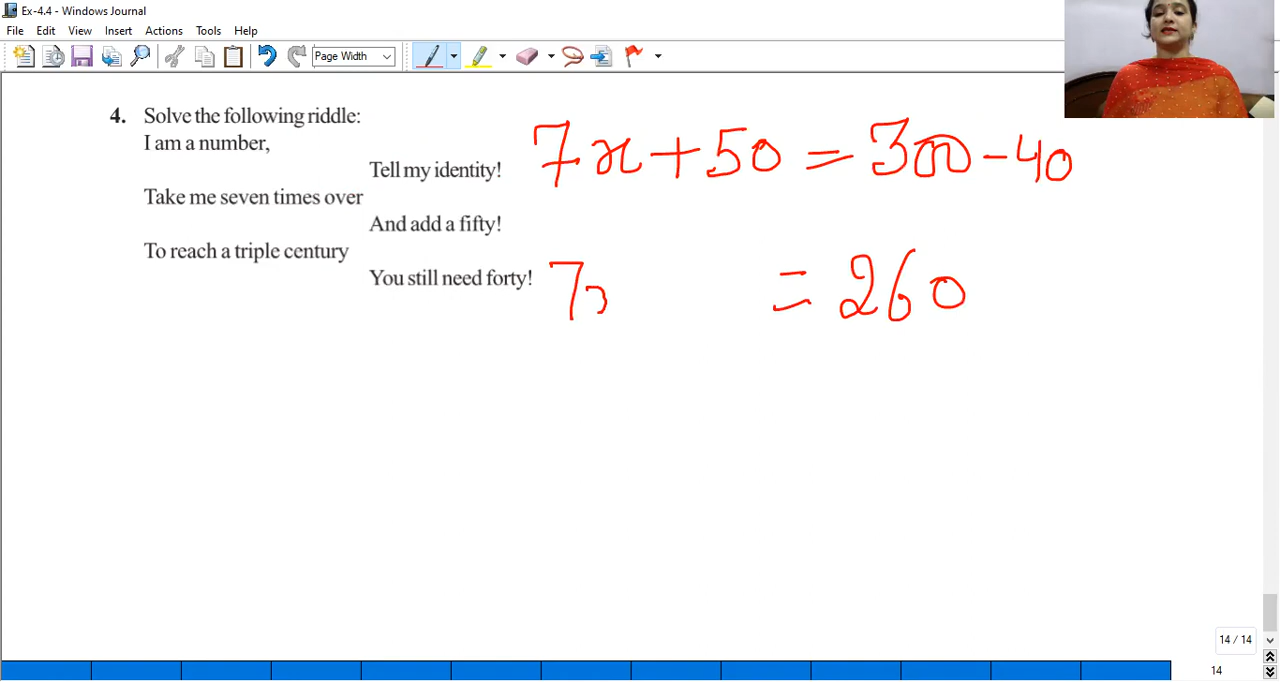 Ex-4.4 - Windows Journal
File Edit View Insert Actions Tools Help
Page Width
4. Solve the following riddle:
I am a number,
Tell my identity!
7x + 50 = 300 - 40
Take me seven times over
And add a fifty!
To reach a triple century
You still need forty!
7 = 260
14 / 14
14